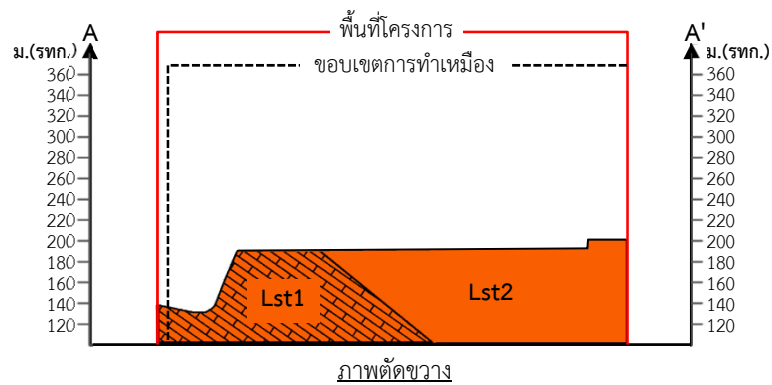 พื้นที่โครงการ
A A'
ม.(รทก.) ม.(รทก.)
ขอบเขตการทำเหมือง
360 360
340 340
320 320
300 300
280 280
260 260
240 240
220 220
200 200
180 180
160 160
140 140
120 120
Lst1 Lst2
ภาพตัดขวาง